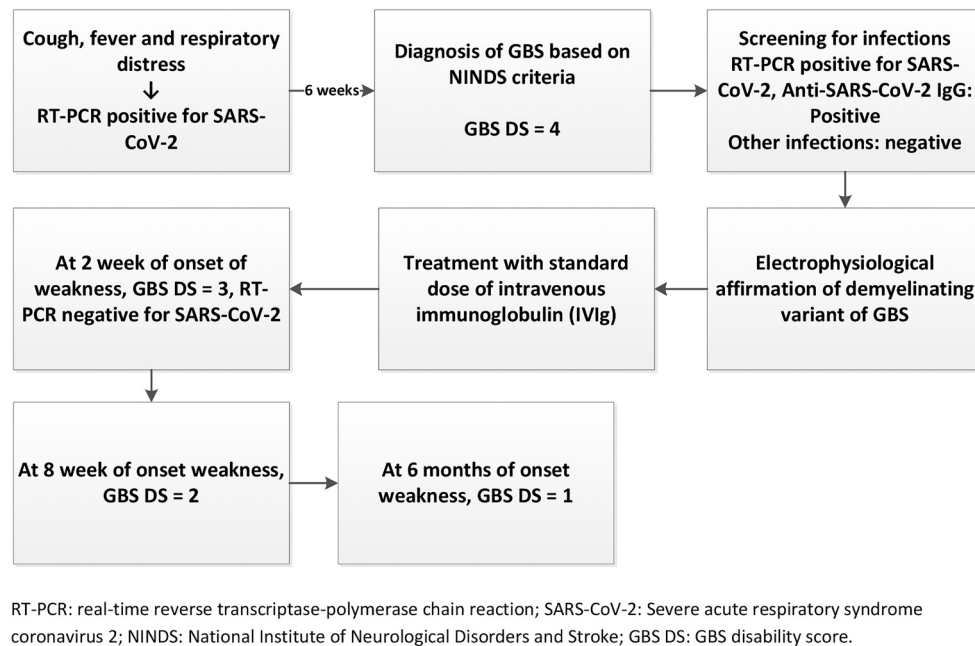 Cough, fever and respiratory
distress
↓
RT-PCR positive for SARS-
CoV-2
6 weeks
Diagnosis of GBS based on
NINDS criteria
GBS DS = 4
Screening for infections
RT-PCR positive for SARS-
CoV-2, Anti-SARS-CoV-2 IgG:
Positive
Other infections: negative
Electrophysiological
affirmation of demyelinating
variant of GBS
Treatment with standard
dose of intravenous
immunoglobulin (IVIg)
At 2 week of onset of
weakness, GBS DS = 3, RT-
PCR negative for SARS-CoV-2
At 8 week of onset weakness,
GBS DS = 2
At 6 months of onset
weakness, GBS DS = 1
RT-PCR: real-time reverse transcriptase-polymerase chain reaction; SARS-CoV-2: Severe acute respiratory syndrome
coronavirus 2; NINDS: National Institute of Neurological Disorders and Stroke; GBS DS: GBS disability score.